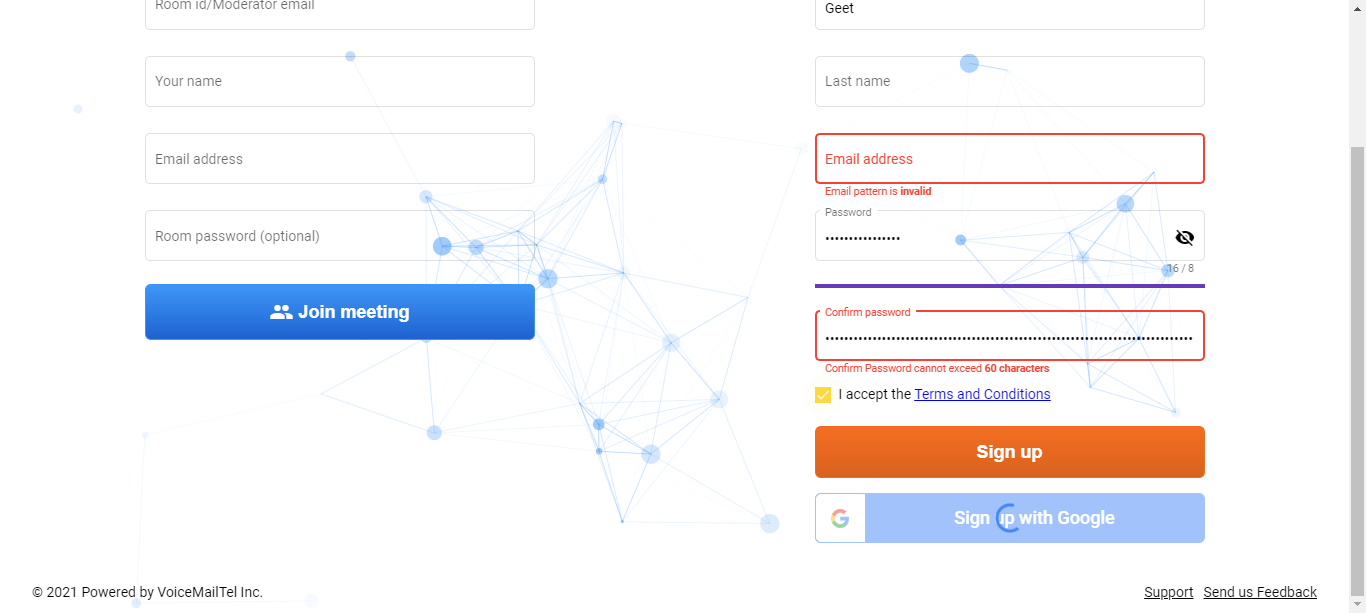 Room id/Moderator email
Your name
Email address
Room password (optional)
Join meeting
Geet
Last name
Email address
Email pattern is invalid
Password
••••••••••••••••
16 / 8
Confirm password
Confirm Password cannot exceed 60 characters
I accept the Terms and Conditions
Sign up
Sign up with Google
© 2021 Powered by VoiceMailTel Inc.
Support Send us Feedback